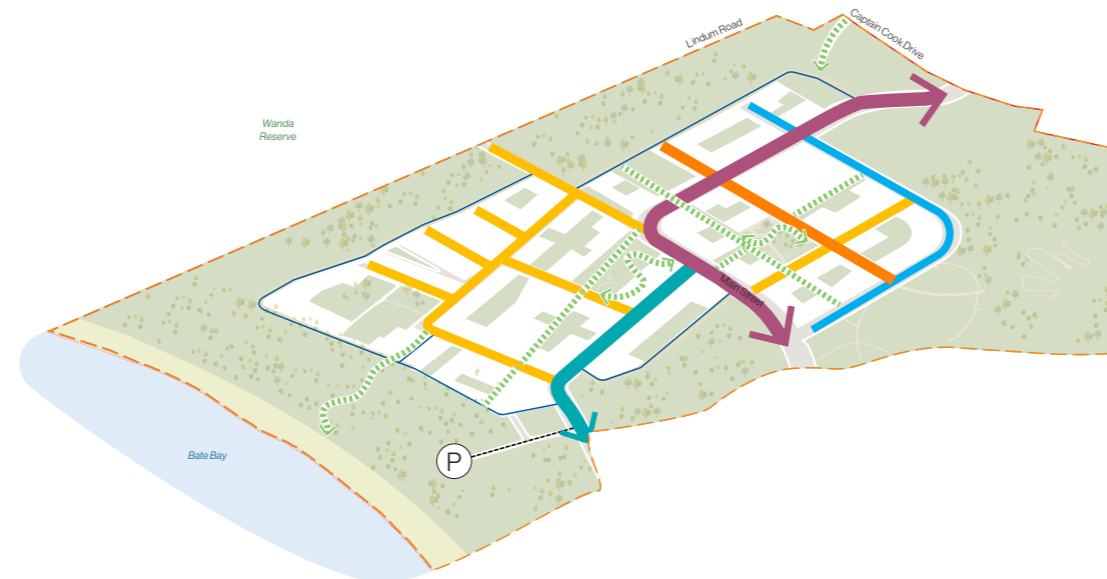 Captain Cook Drive
Lindum Road
Wanda
Reserve
Main Street
Bate Bay
P